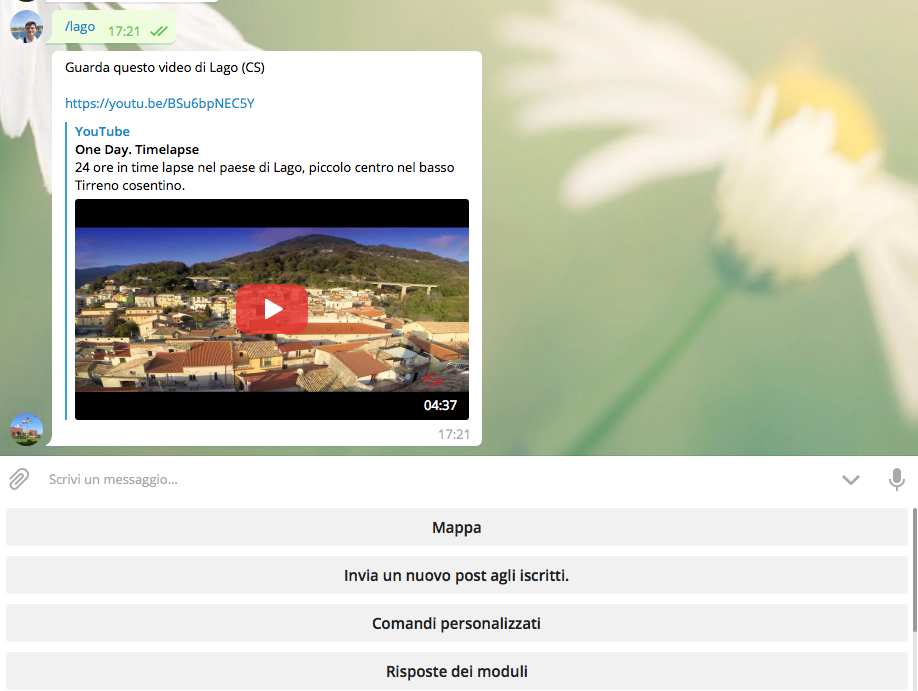 /lago
17:21
Guarda questo video di Lago (CS)
https://youtu.be/BSu6bpNEC5Y
YouTube
One Day. Timelapse
24 ore in time lapse nel paese di Lago, piccolo centro nel basso
Tirreno cosentino.
04:37
17:21
Scrivi un messaggio...
Mappa
Invia un nuovo post agli iscritti.
Comandi personalizzati
Risposte dei moduli